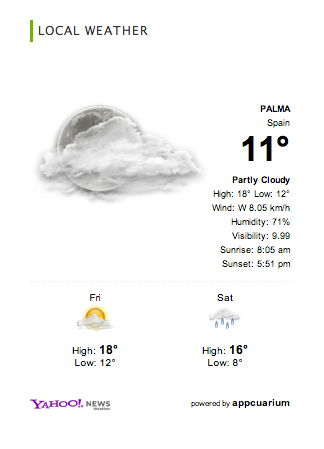 LOCAL WEATHER
PALMA
Spain
11°
Partly Cloudy
High: 18° Low: 12°
Wind: W 8.05 km/h
Humidity: 71%
Visibility: 9.99
Sunrise: 8:05 am
Sunset: 5:51 pm
Fri
High: 18°
Low: 12°
Sat
High: 16°
Low: 8°
YAHOO! NEWS
Weather
powered by appcuarium